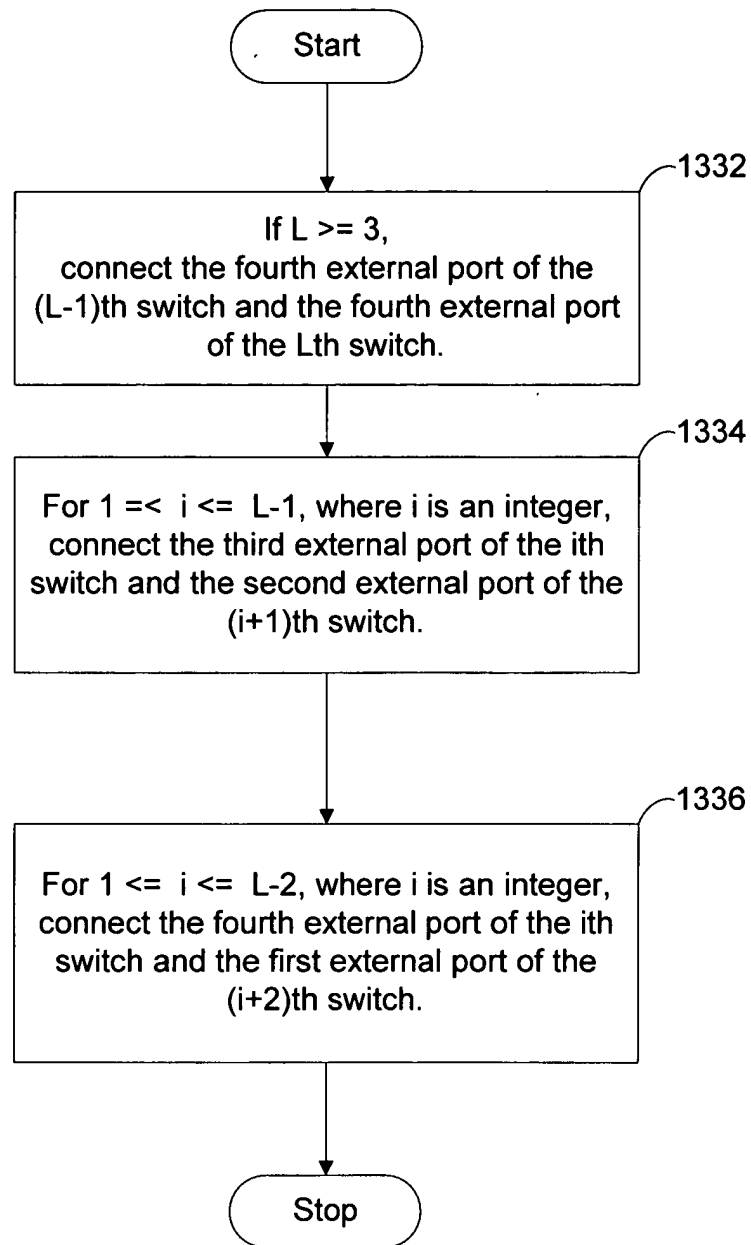 Start
1332
If L >= 3,
connect the fourth external port of the
(L-1)th switch and the fourth external port
of the Lth switch.
1334
For 1 =< i <= L-1, where i is an integer,
connect the third external port of the ith
switch and the second external port of the
(i+1)th switch.
1336
For 1 <= i <= L-2, where i is an integer,
connect the fourth external port of the ith
switch and the first external port of the
(i+2)th switch.
Stop